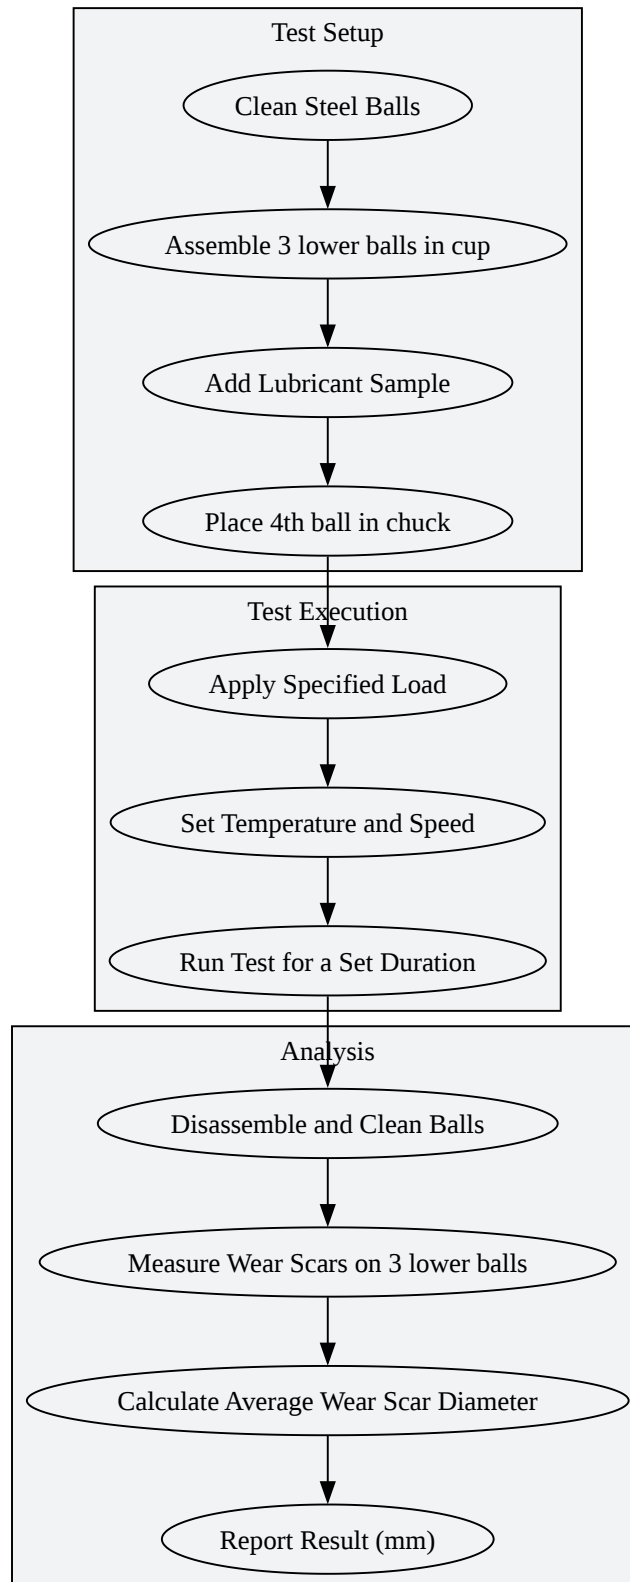 Test Setup
Clean Steel Balls
Assemble 3 lower balls in cup
Add Lubricant Sample
Place 4th ball in chuck
Test Execution
Apply Specified Load
Set Temperature and Speed
Run Test for a Set Duration
Analysis
Disassemble and Clean Balls
Measure Wear Scars on 3 lower balls
Calculate Average Wear Scar Diameter
Report Result (mm)